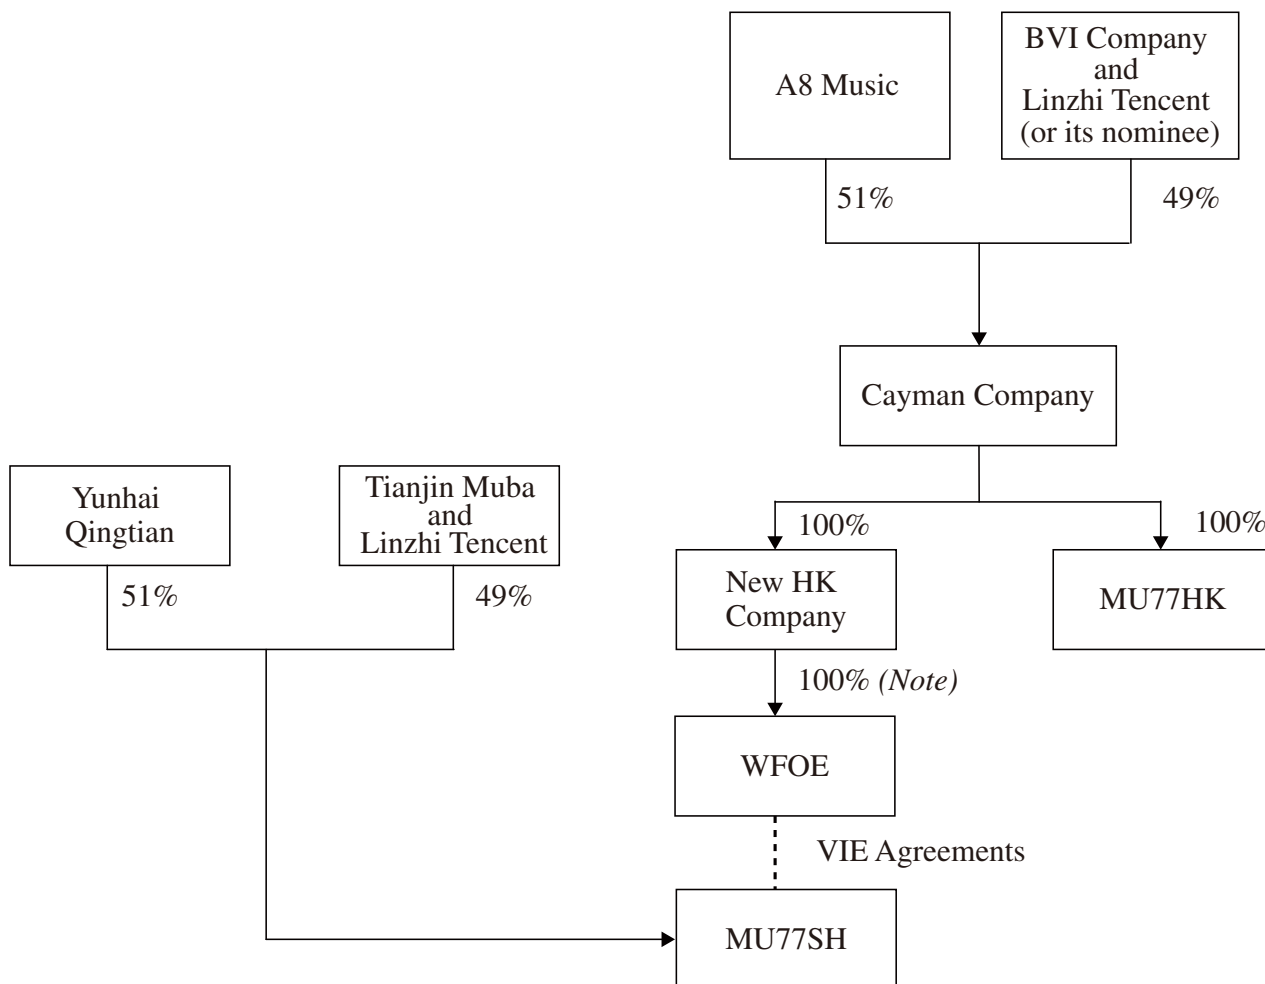 A8 Music
BVI Company
and
Linzhi Tencent
(or its nominee)
51%
49%
Cayman Company
Yunhai
Qingtian
Tianjin Muba
and
Linzhi Tencent
51%
49%
100%
100%
New HK
Company
MU77HK
100% (Note)
WFOE
VIE Agreements
MU77SH